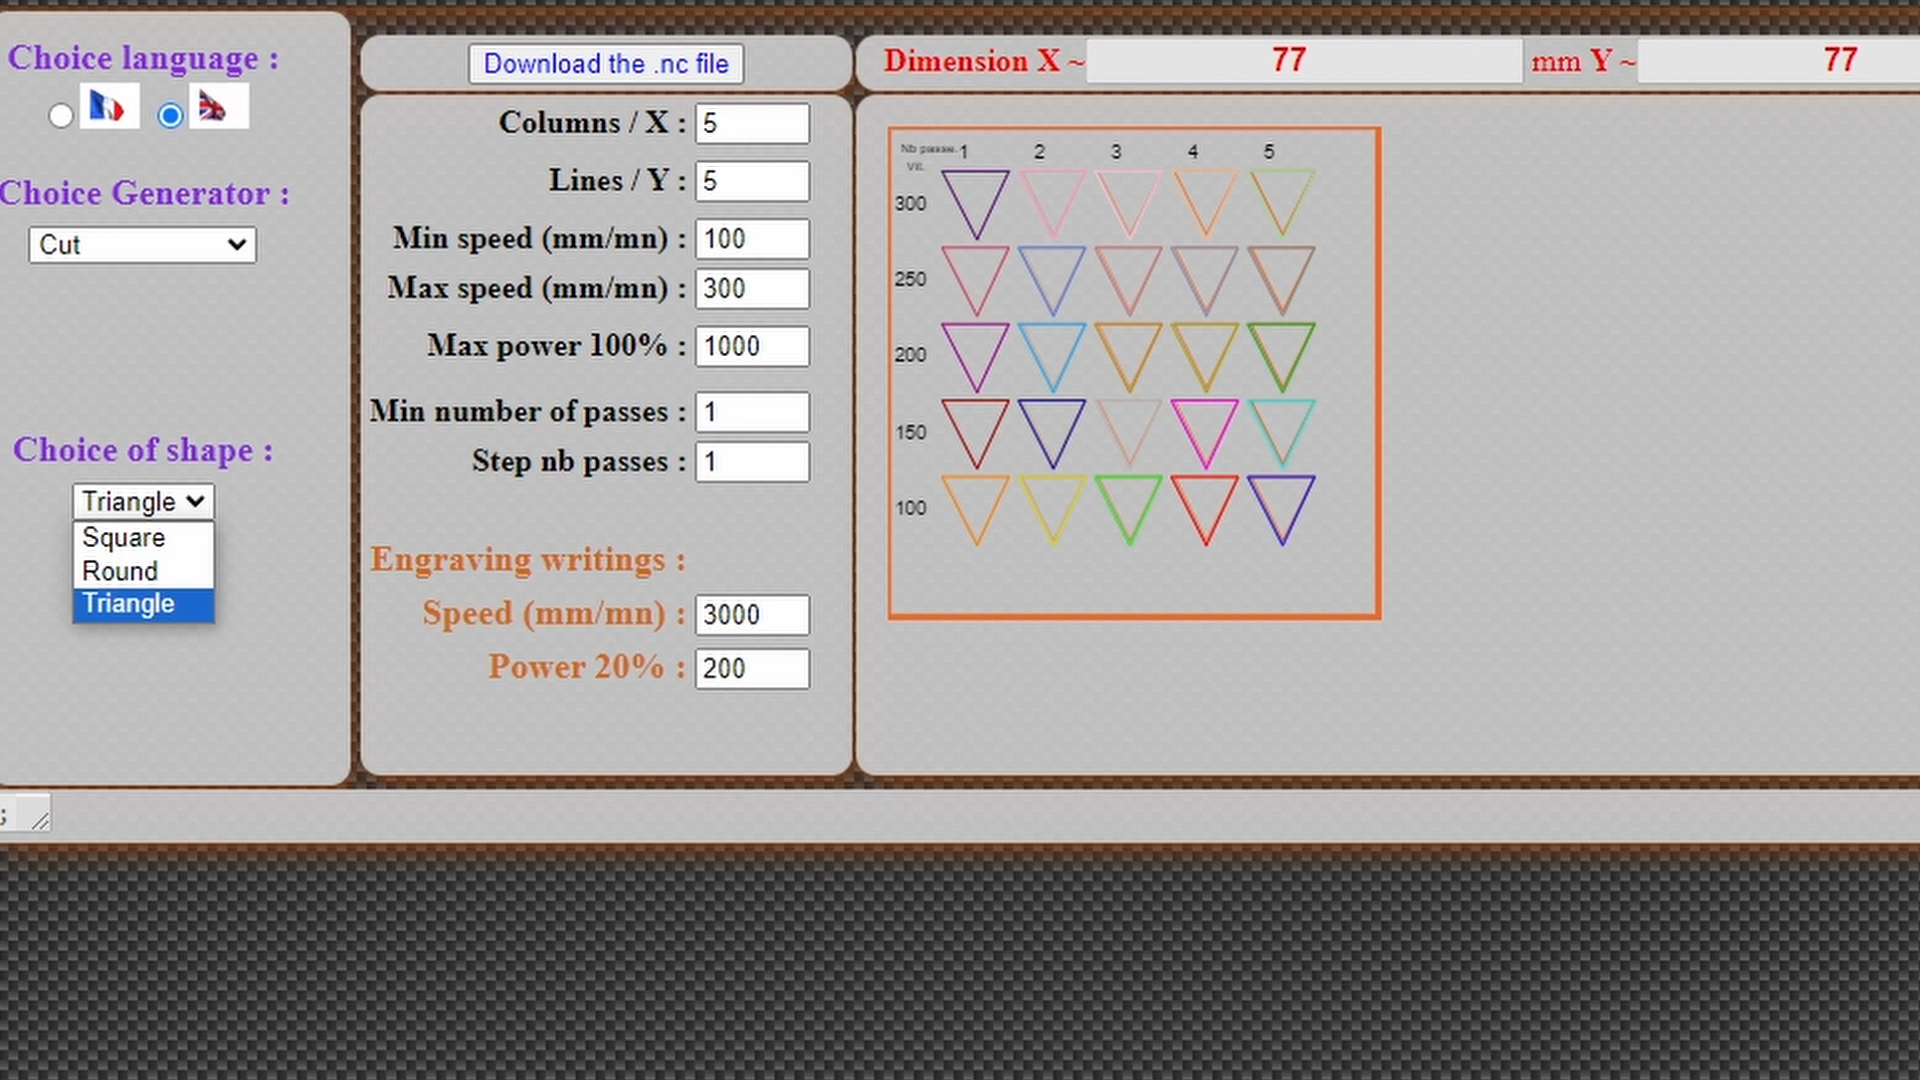 Choice language :
Choice Generator :
Cut
Choice of shape :
Triangle
Square
Round
Triangle
;
Download the .nc file
Columns / X : 5
Lines / Y : 5
Min speed (mm/mn) : 100
Max speed (mm/mn) : 300
Max power 100% : 1000
Min number of passes : 1
Step nb passes : 1
Engraving writings :
Speed (mm/mn) : 3000
Power 20% : 200
Dimension X ~ 77 mm Y ~ 77
Nb passe. 1 2 3 4 5
Vit.
300
250
200
150
100